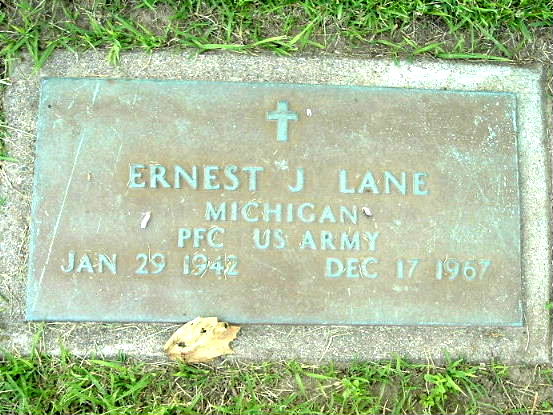 ERNEST J LANE
MICHIGAN
PFC US ARMY
JAN 29 1942 DEC 17 1967